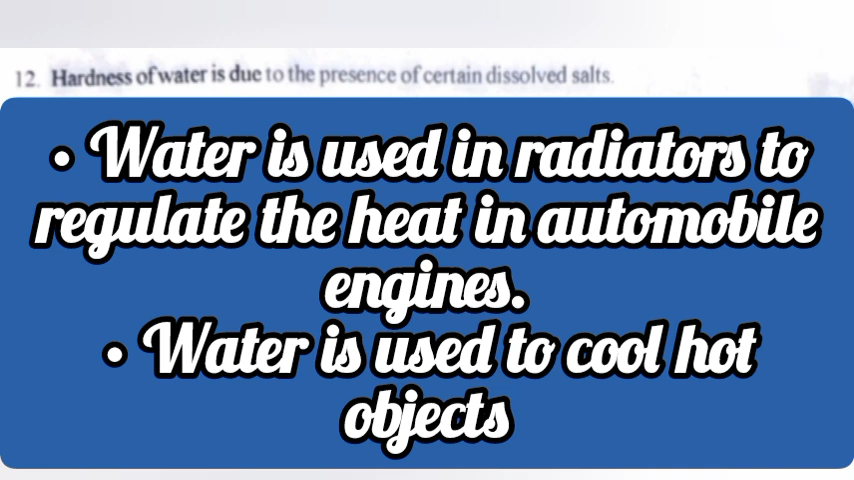 12. Hardness of water is due to the presence of certain dissolved salts.
• Water is used in radiators to
regulate the heat in automobile
engines.
• Water is used to cool hot
objects